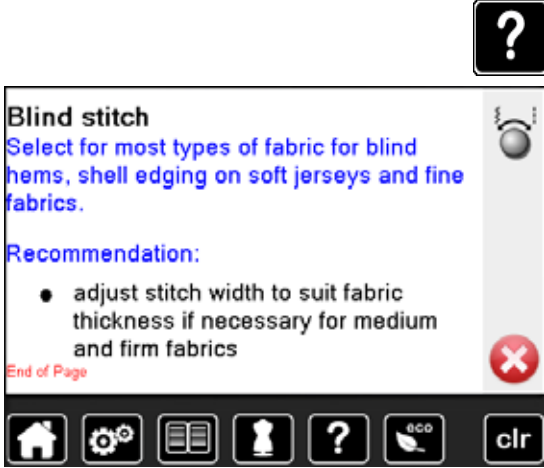 ?
Blind stitch
Select for most types of fabric for blind
hems, shell edging on soft jerseys and fine
fabrics.
Recommendation:
● adjust stitch width to suit fabric
thickness if necessary for medium
and firm fabrics
End of Page
? eco clr